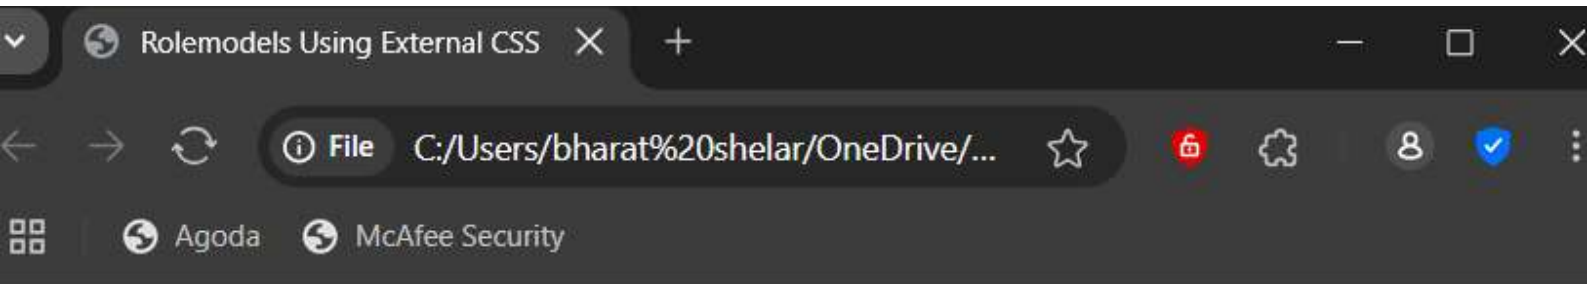 Rolemodels Using External CSS
File C:/Users/bharat%20shelar/OneDrive/...
Agoda McAfee Security